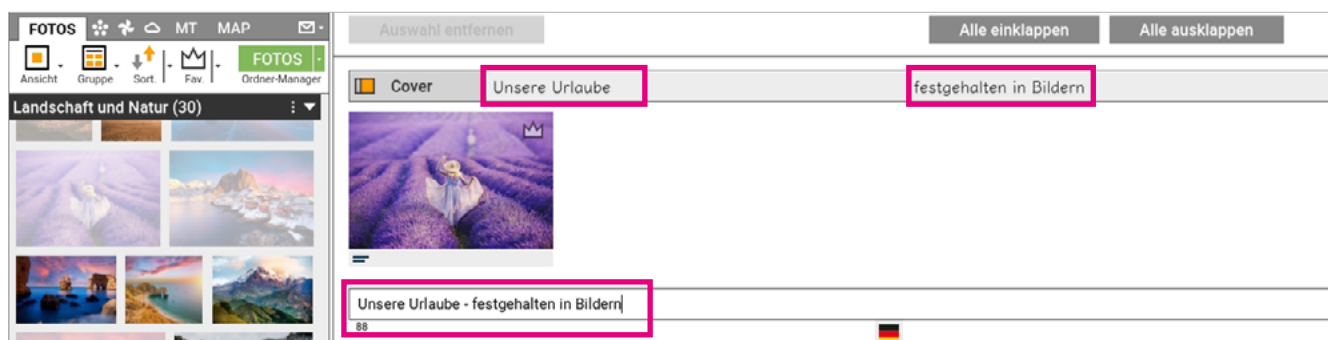 FOTOS MT MAP
Auswahl entfernen Alle einklappen Alle ausklappen
Ansicht Gruppe Sort. Fav. FOTOS Ordner-Manager
Cover Unsere Urlaube festgehalten in Bildern
Landschaft und Natur (30)
Unsere Urlaube - festgehalten in Bildern
88